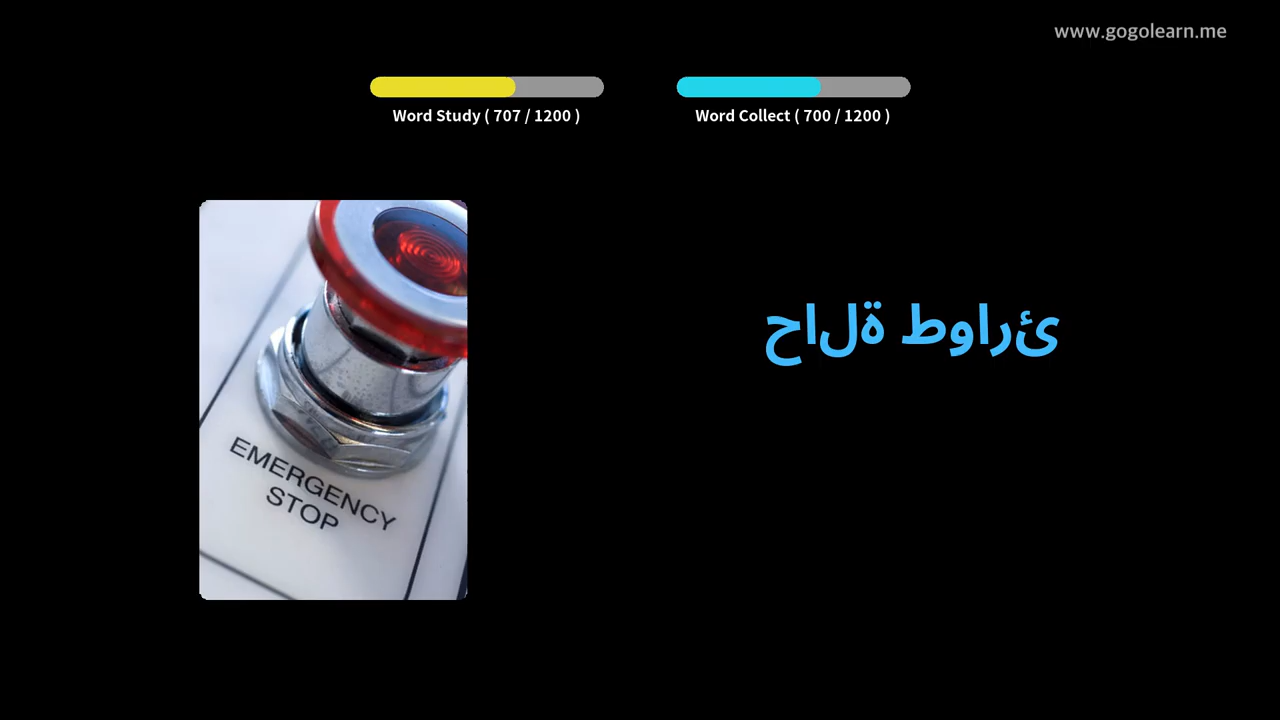 www.gogolearn.me
Word Study ( 707 / 1200 )
Word Collect ( 700 / 1200 )
حالة طوارئ
EMERGENCY
STOP